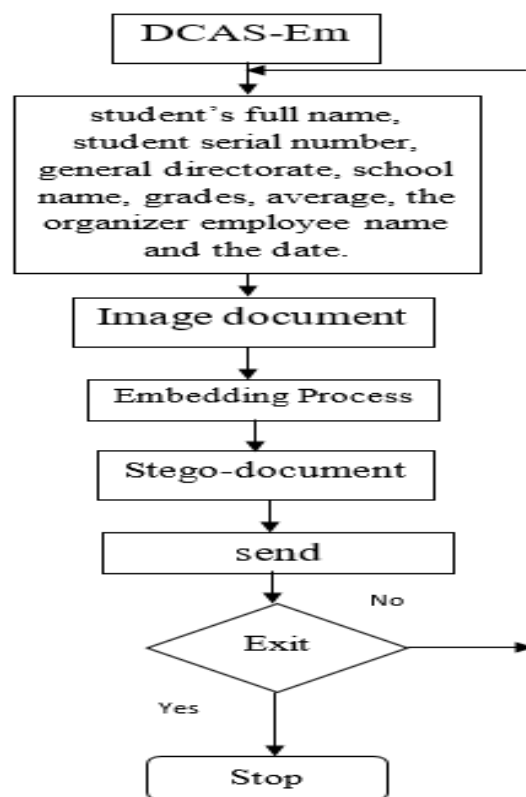 DCAS-Em
student's full name,
student serial number,
general directorate, school
name, grades, average, the
organizer employee name
and the date.
Image document
Embedding Process
Stego-document
send
No
Exit
Yes
Stop